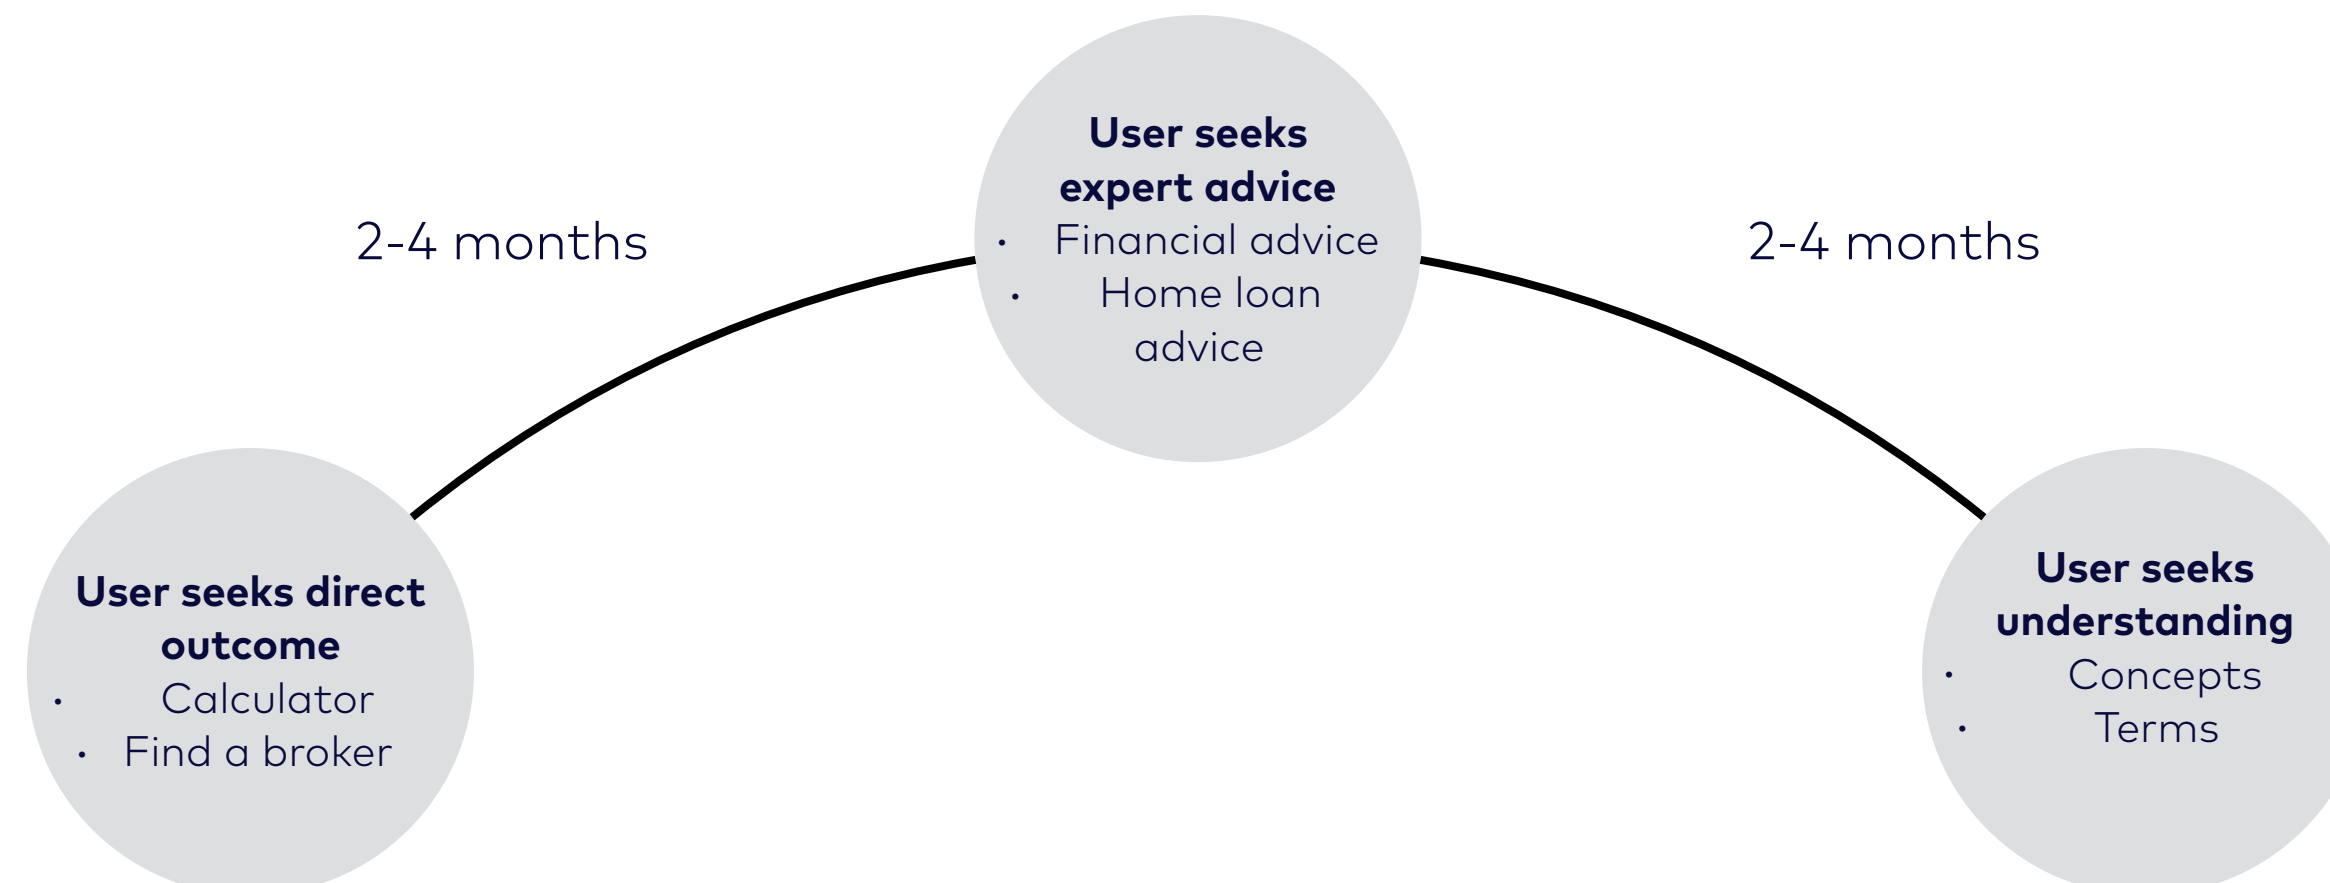 User seeks direct
outcome
• Calculator
• Find a broker
2-4 months
User seeks
expert advice
• Financial advice
• Home loan
advice
2-4 months
User seeks
understanding
• Concepts
• Terms